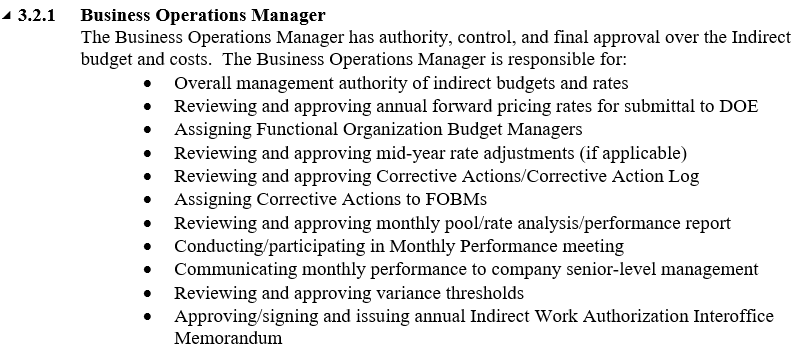 3.2.1 Business Operations Manager
The Business Operations Manager has authority, control, and final approval over the Indirect
budget and costs.  The Business Operations Manager is responsible for:
• Overall management authority of indirect budgets and rates
• Reviewing and approving annual forward pricing rates for submittal to DOE
• Assigning Functional Organization Budget Managers
• Reviewing and approving mid-year rate adjustments (if applicable)
• Reviewing and approving Corrective Actions/Corrective Action Log
• Assigning Corrective Actions to FOBMs
• Reviewing and approving monthly pool/rate analysis/performance report
• Conducting/participating in Monthly Performance meeting
• Communicating monthly performance to company senior-level management
• Reviewing and approving variance thresholds
• Approving/signing and issuing annual Indirect Work Authorization Interoffice
Memorandum